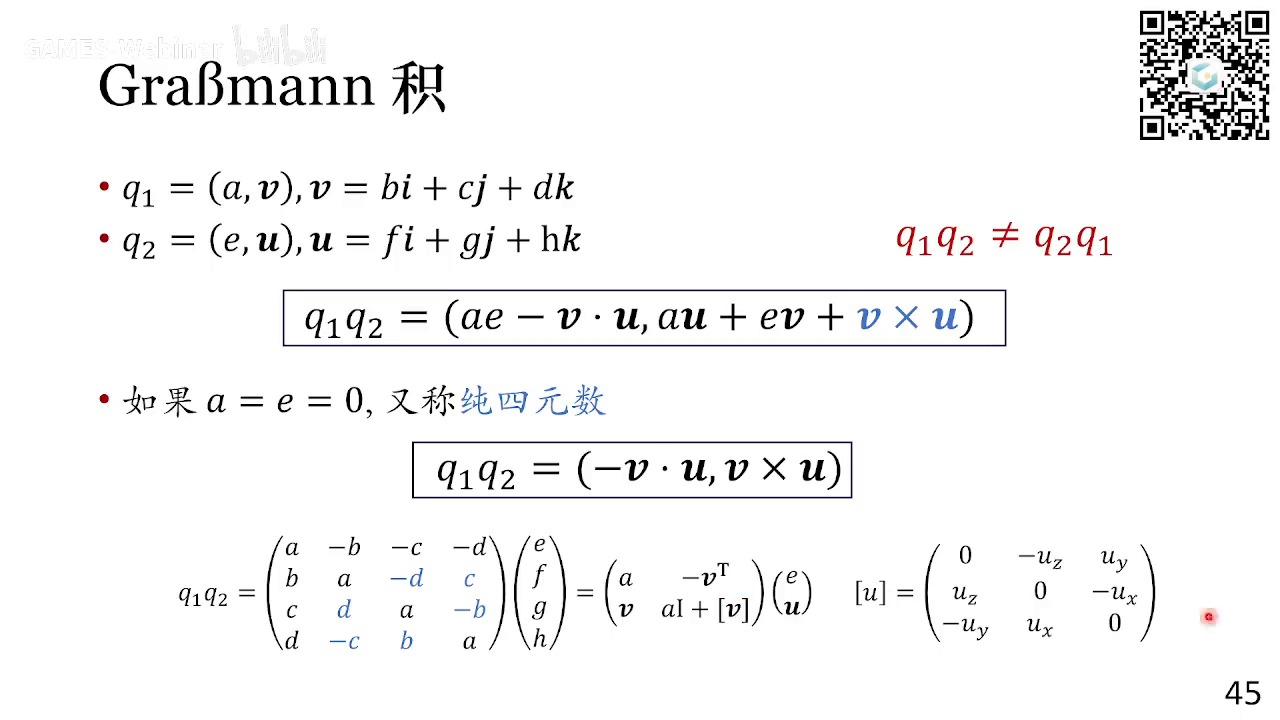 GAMES-Webinar bilibili
Graßmann 积
• q₁ = (a, v), v = bi + cj + dk
• q₂ = (e, u), u = fi + gj + hk
q₁q₂ ≠ q₂q₁
q₁q₂ = (ae − v · u, au + ev + v × u)
• 如果 a = e = 0, 又称纯四元数
q₁q₂ = (−v · u, v × u)
q₁q₂ = (a −b −c −d; b a −d c; c d a −b; d −c b a)(e; f; g; h) = (a −vᵀ; v aI + [v])(e; u) [u] = (0 −u_z u_y; u_z 0 −u_x; −u_y u_x 0)
45